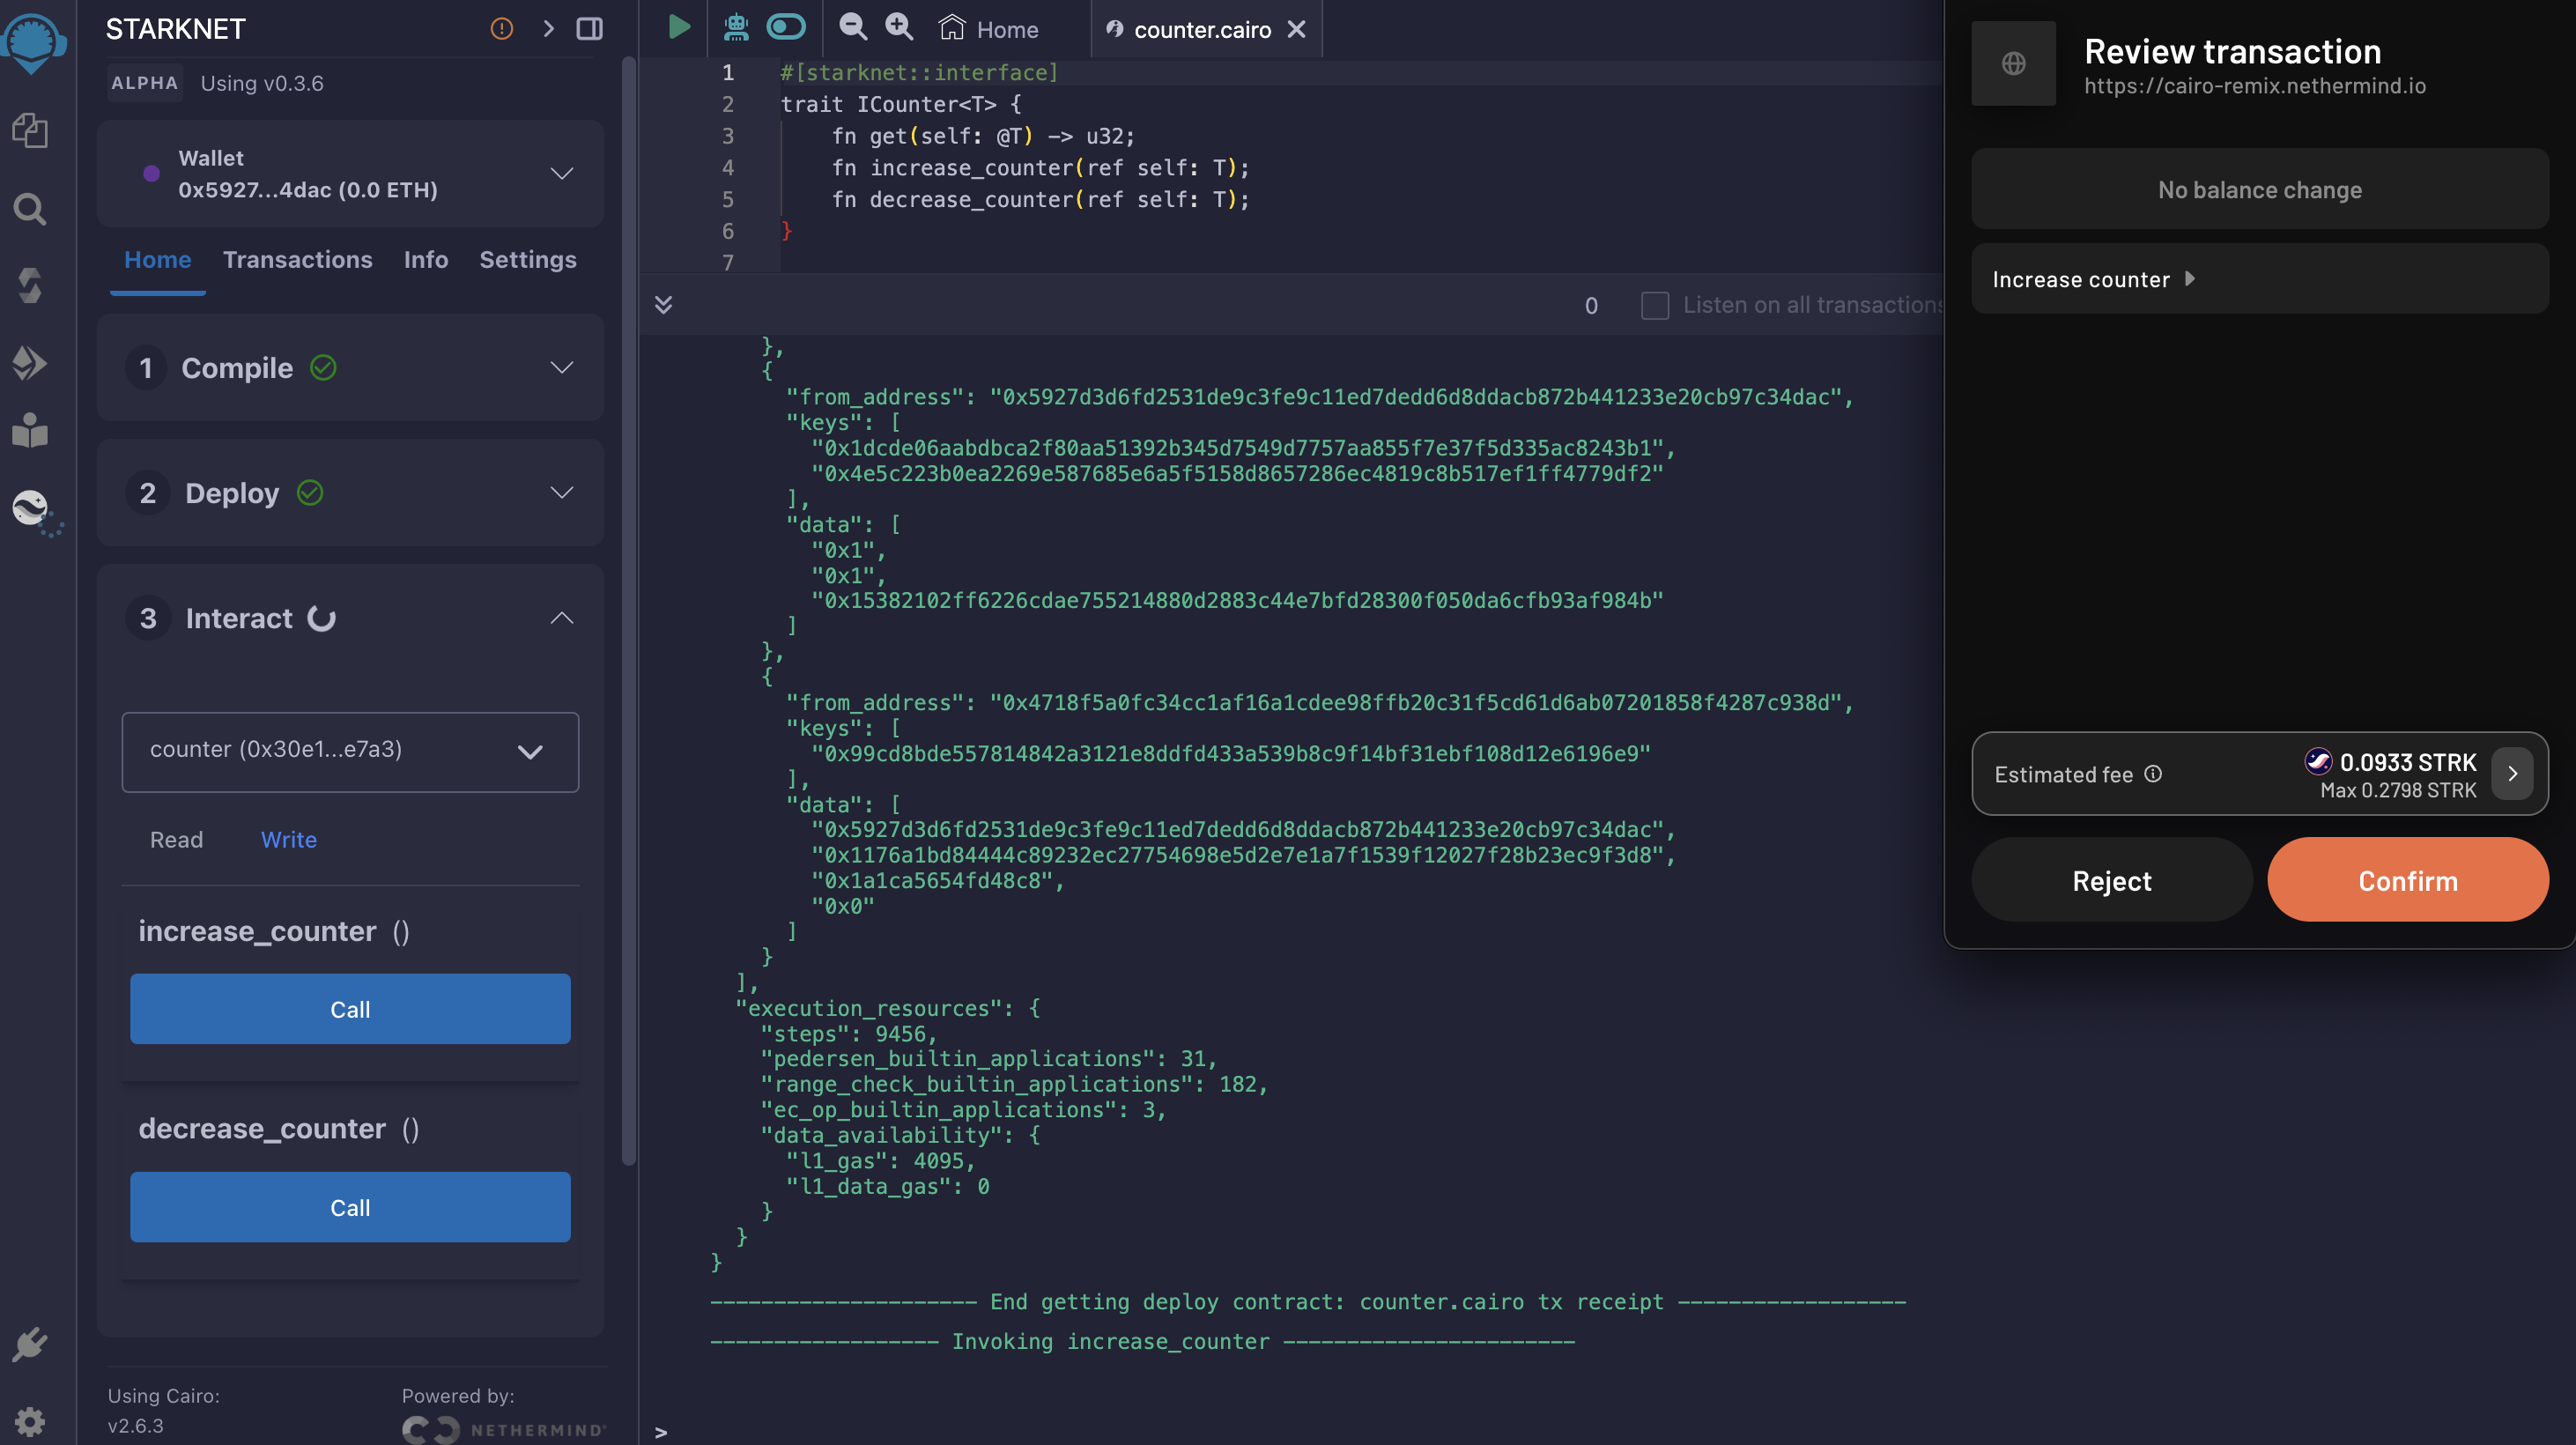 STARKNET
ALPHA Using v0.3.6
Wallet
0x5927...4dac (0.0 ETH)
Home Transactions Info Settings
1 Compile
2 Deploy
3 Interact
counter (0x30e1...e7a3)
Read Write
increase_counter ()
Call
decrease_counter ()
Call
Using Cairo:
v2.6.3
Powered by:
NETHERMIND
Home
counter.cairo
1 #[starknet::interface]
2 trait ICounter<T> {
3 fn get(self: @T) -> u32;
4 fn increase_counter(ref self: T);
5 fn decrease_counter(ref self: T);
6 }
7
0 Listen on all transactions
},
{
"from_address": "0x5927d3d6fd2531de9c3fe9c11ed7dedd6d8ddacb872b441233e20cb97c34dac",
"keys": [
"0x1dcde06aabdbca2f80aa51392b345d7549d7757aa855f7e37f5d335ac8243b1",
"0x4e5c223b0ea2269e587685e6a5f5158d8657286ec4819c8b517ef1ff4779df2"
],
"data": [
"0x1",
"0x1",
"0x15382102ff6226cdae755214880d2883c44e7bfd28300f050da6cfb93af984b"
]
},
{
"from_address": "0x4718f5a0fc34cc1af16a1cdee98ffb20c31f5cd61d6ab07201858f4287c938d",
"keys": [
"0x99cd8bde557814842a3121e8ddfd433a539b8c9f14bf31ebf108d12e6196e9"
],
"data": [
"0x5927d3d6fd2531de9c3fe9c11ed7dedd6d8ddacb872b441233e20cb97c34dac",
"0x1176a1bd84444c89232ec27754698e5d2e7e1a7f1539f12027f28b23ec9f3d8",
"0x1a1ca5654fd48c8",
"0x0"
]
}
],
"execution_resources": {
"steps": 9456,
"pedersen_builtin_applications": 31,
"range_check_builtin_applications": 182,
"ec_op_builtin_applications": 3,
"data_availability": {
"l1_gas": 4095,
"l1_data_gas": 0
}
}
}
--------------------- End getting deploy contract: counter.cairo tx receipt ------------------
------------------ Invoking increase_counter -----------------------
>
Review transaction
https://cairo-remix.nethermind.io
No balance change
Increase counter
Estimated fee
0.0933 STRK
Max 0.2798 STRK
Reject
Confirm